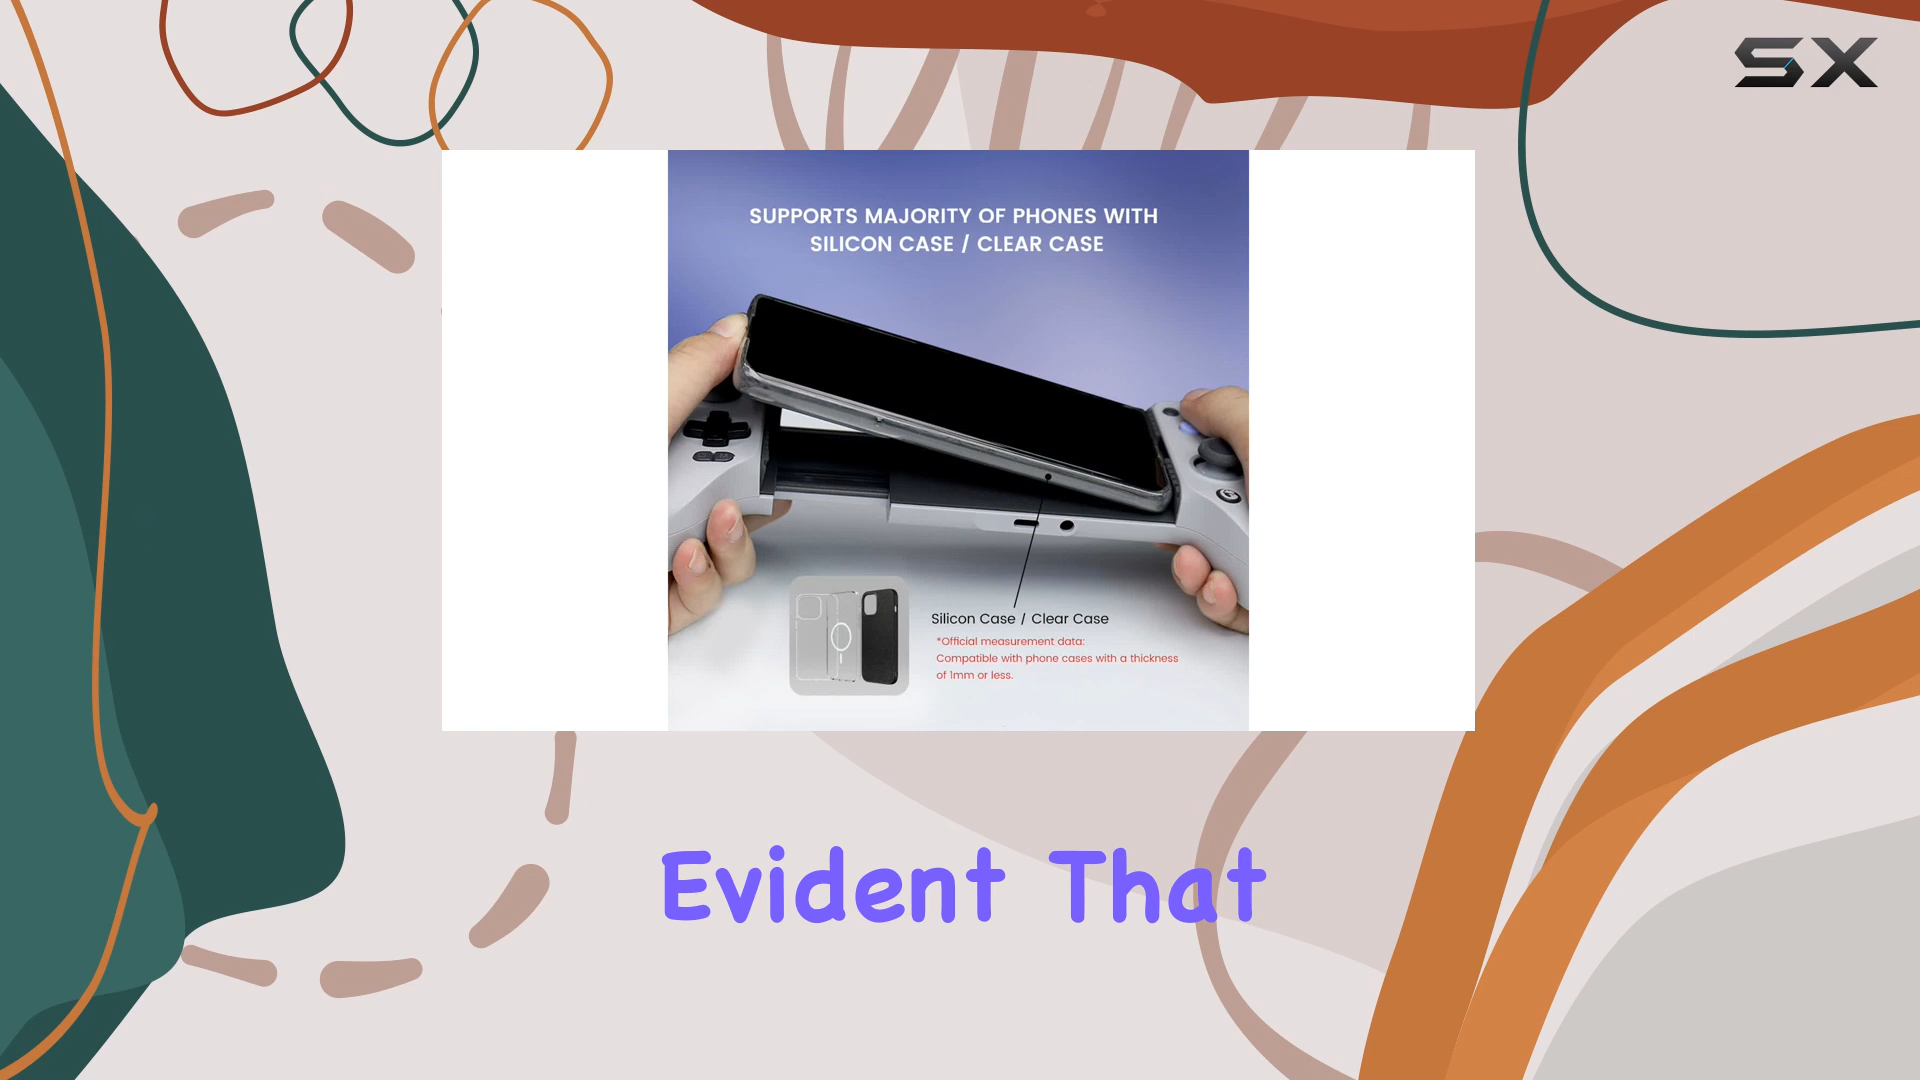 SX
SUPPORTS MAJORITY OF PHONES WITH
SILICON CASE / CLEAR CASE
Silicon Case / Clear Case
*Official measurement data:
Compatible with phone cases with a thickness
of 1mm or less.
Evident That